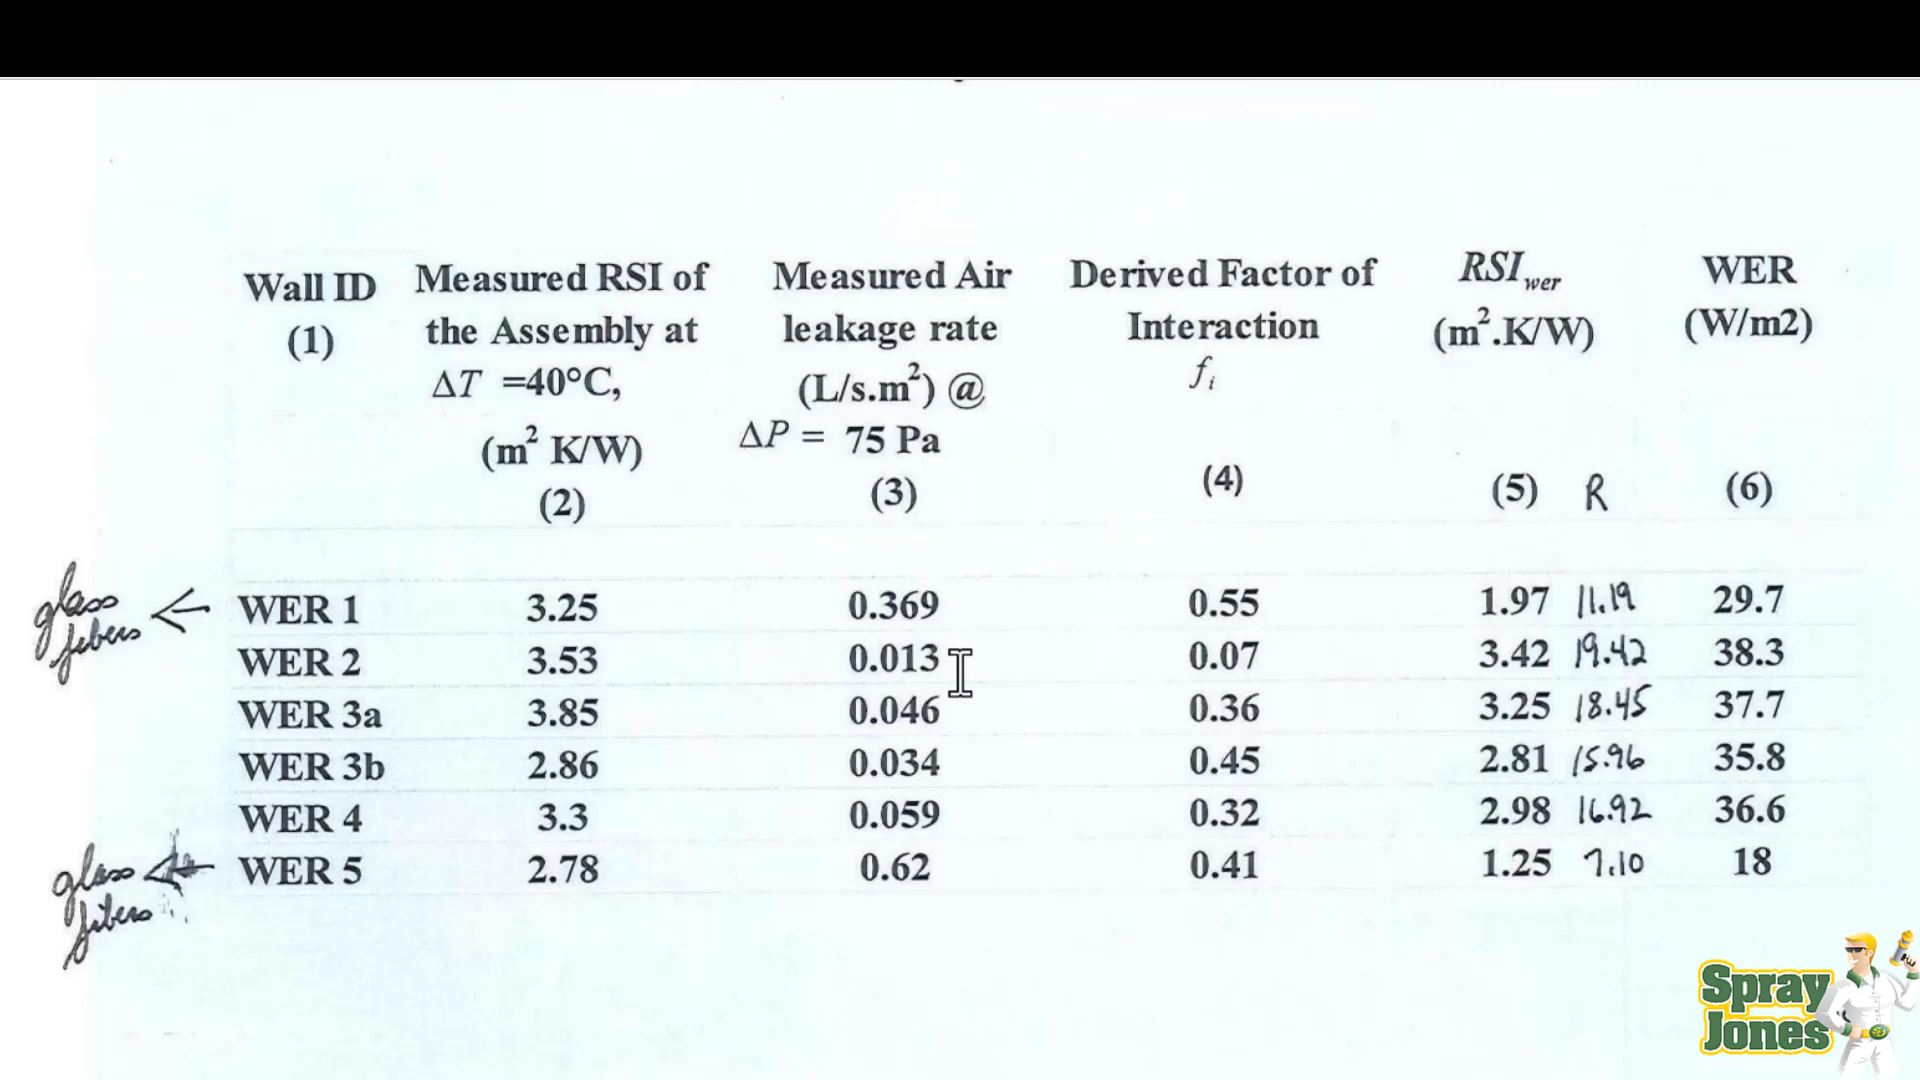 Wall ID
(1)
Measured RSI of
the Assembly at
ΔT =40°C,
(m² K/W)
(2)
Measured Air
leakage rate
(L/s.m²) @
ΔP = 75 Pa
(3)
Derived Factor of
Interaction
fᵢ
(4)
RSI wer
(m².K/W)
(5) R
WER
(W/m2)
(6)
glass
fibers
WER 1 3.25 0.369 0.55 1.97 11.19 29.7
WER 2 3.53 0.013 0.07 3.42 19.42 38.3
WER 3a 3.85 0.046 0.36 3.25 18.45 37.7
WER 3b 2.86 0.034 0.45 2.81 15.96 35.8
WER 4 3.3 0.059 0.32 2.98 16.92 36.6
glass
fibers
WER 5 2.78 0.62 0.41 1.25 7.10 18
Spray
Jones